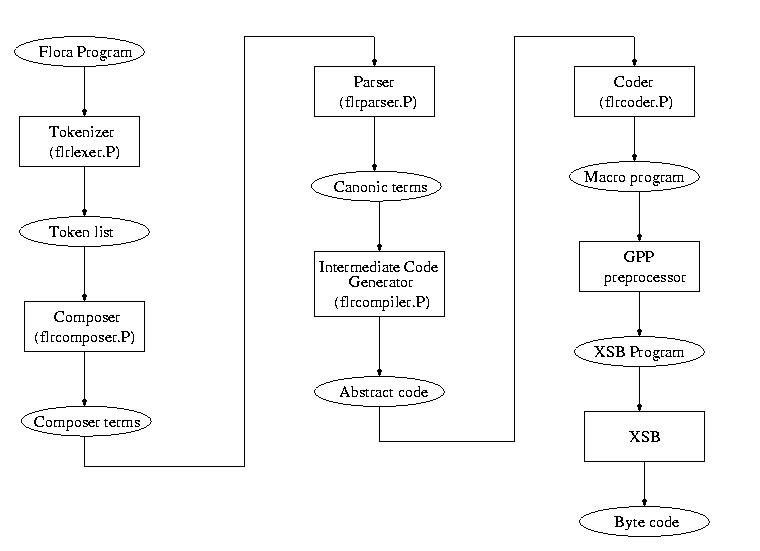 Flora Program
Tokenizer
(flrlexer.P)
Token list
Composer
(flrcomposer.P)
Composer terms
Parser
(flrparser.P)
Canonic terms
Intermediate Code
Generator
(flrcompiler.P)
Abstract code
Coder
(flrcoder.P)
Macro program
GPP
preprocessor
XSB Program
XSB
Byte code